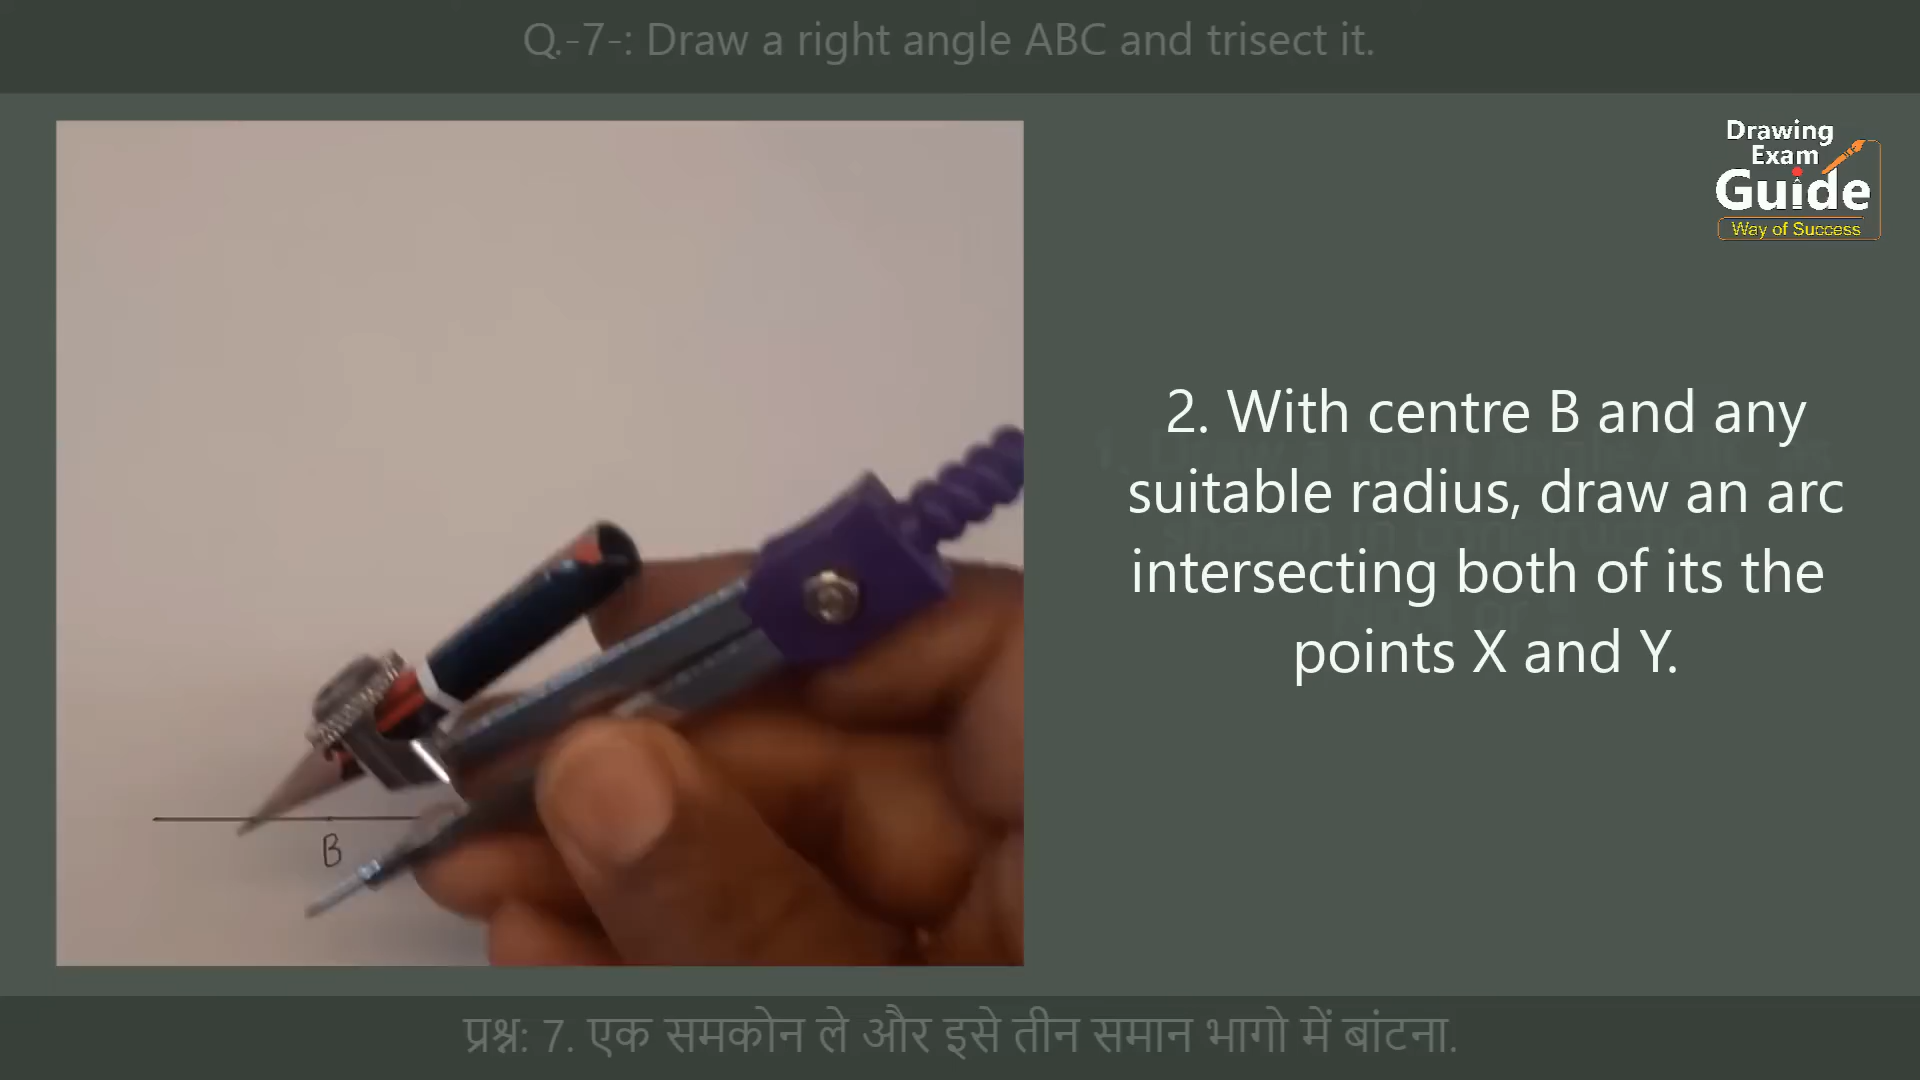 Q.-7-: Draw a right angle ABC and trisect it.
Drawing
Exam
Guide
Way of Success
2. With centre B and any
suitable radius, draw an arc
intersecting both of its the
points X and Y.
B
प्रश्न: 7. एक समकोन ले और इसे तीन समान भागो में बांटना.